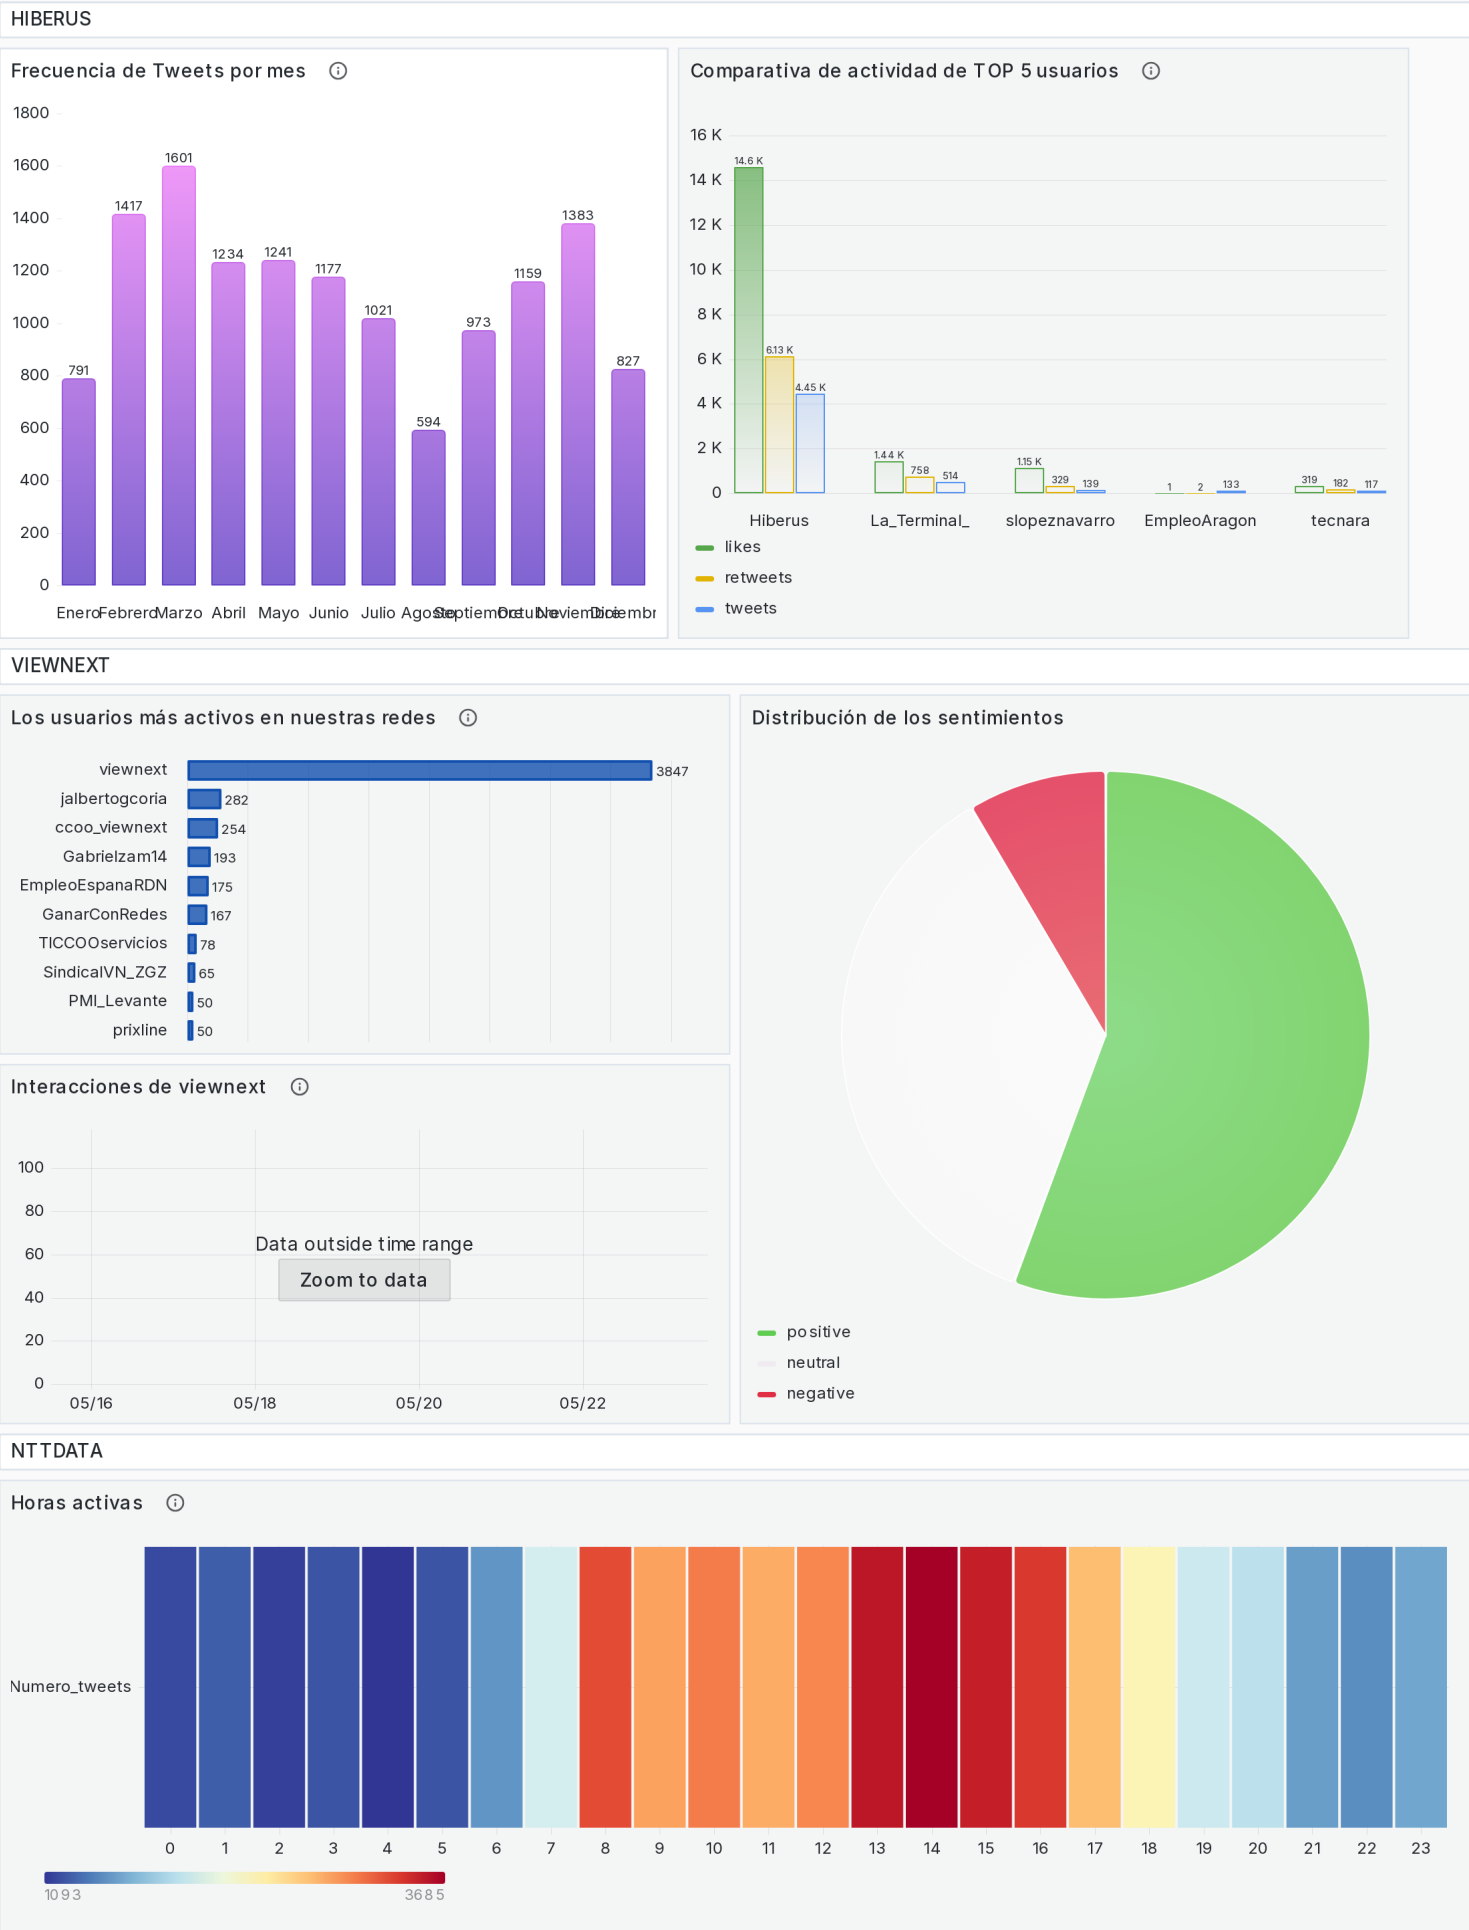 HIBERUS
Frecuencia de Tweets por mes
1800
1600
1400
1200
1000
800
600
400
200
0
791
1417
1601
1234
1241
1177
1021
594
973
1159
1383
827
Enero Febrero Marzo Abril Mayo Junio Julio Agosto Septiembre Octubre Noviembre Diciembr
Comparativa de actividad de TOP 5 usuarios
16 K
14 K
12 K
10 K
8 K
6 K
4 K
2 K
0
14.6 K 6.13 K 4.45 K
1.44 K 758 514
1.15 K 329 139
1 2 133
319 182 117
Hiberus La_Terminal_ slopeznavarro EmpleoAragon tecnara
likes
retweets
tweets
VIEWNEXT
Los usuarios más activos en nuestras redes
viewnext 3847
jalbertogcoria 282
ccoo_viewnext 254
Gabrielzam14 193
EmpleoEspanaRDN 175
GanarConRedes 167
TICCOOservicios 78
SindicalVN_ZGZ 65
PMI_Levante 50
prixline 50
Interacciones de viewnext
100
80
60
40
20
0
Data outside time range
Zoom to data
05/16 05/18 05/20 05/22
Distribución de los sentimientos
positive
neutral
negative
NTTDATA
Horas activas
Numero_tweets
0 1 2 3 4 5 6 7 8 9 10 11 12 13 14 15 16 17 18 19 20 21 22 23
1093 3685